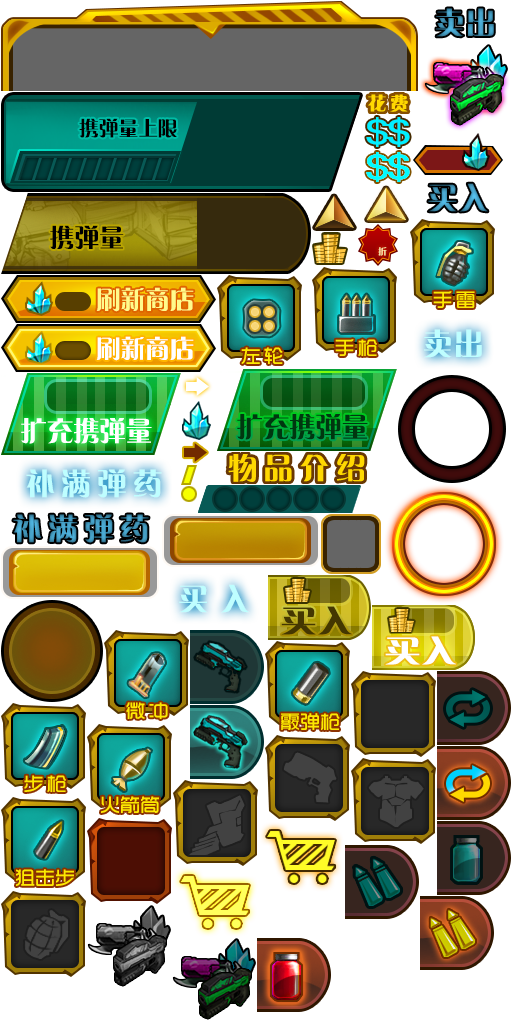 卖出
携弹量上限
花费
$$
$$
买入
携弹量
折
手雷
刷新商店
刷新商店
左轮
手枪
卖出
扩充携弹量
扩充携弹量
物品介绍
补满弹药
补满弹药
买入
买入
买入
微冲
霰弹枪
步枪
火箭筒
狙击步